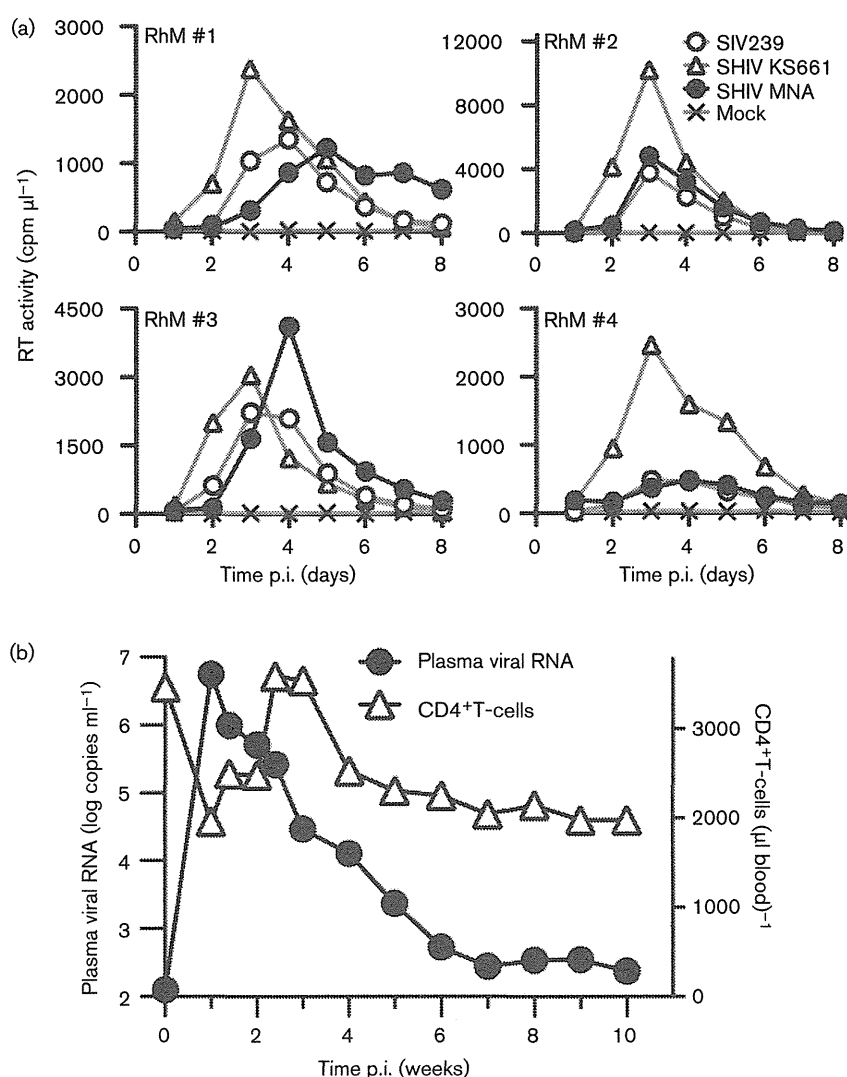 (a)
RT activity (cpm µl⁻¹)
RhM #1
3000
2500
2000
1000
0
0 2 4 6 8
RhM #2
12000
8000
4000
0
0 2 4 6 8
SIV239
SHIV KS661
SHIV MNA
Mock
RhM #3
4500
3000
1500
0
0 2 4 6 8
Time p.i. (days)
RhM #4
3000
2000
1000
0
0 2 4 6 8
Time p.i. (days)
(b)
Plasma viral RNA (log copies ml⁻¹)
7
6
5
4
3
2
Plasma viral RNA
CD4⁺T-cells
3000
2000
1000
0
CD4⁺T-cells (µl blood)⁻¹
0 2 4 6 8 10
Time p.i. (weeks)